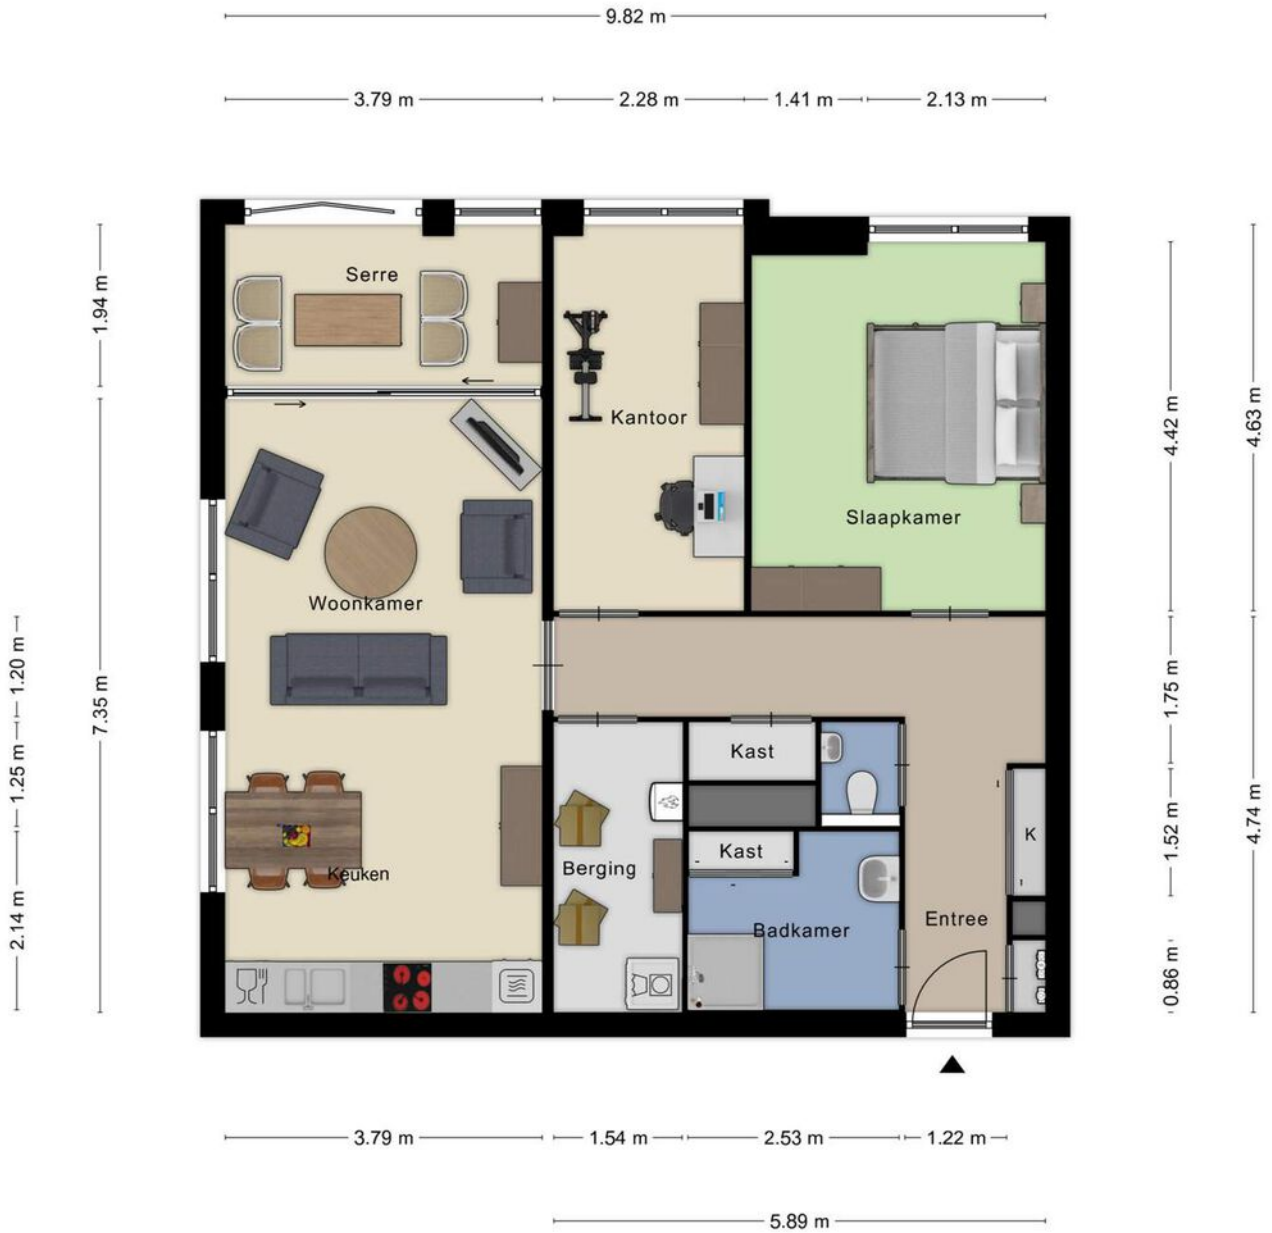 9.82 m
3.79 m
2.28 m
1.41 m
2.13 m
Serre
1.94 m
Kantoor
4.42 m
4.63 m
Slaapkamer
Woonkamer
1.20 m
7.35 m
1.75 m
Kast
1.25 m
K
1.52 m
4.74 m
Kast
Berging
Keuken
2.14 m
Entree
Badkamer
0.86 m
3.79 m
1.54 m
2.53 m
1.22 m
5.89 m